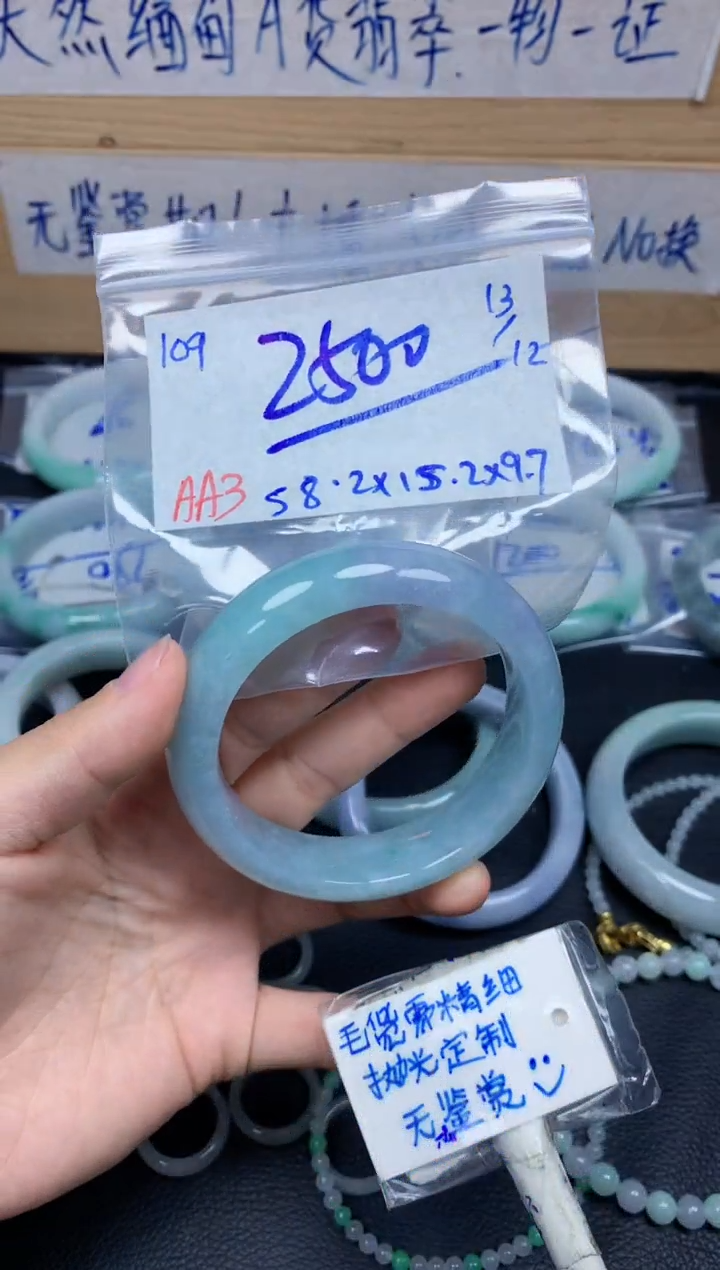 天然缅甸A货翡翠.一物一证
无鉴赏期
No换
109
2500
13/12
AA3
58.2x15.2x9.7
毛货需精细
抛光定制
无鉴赏